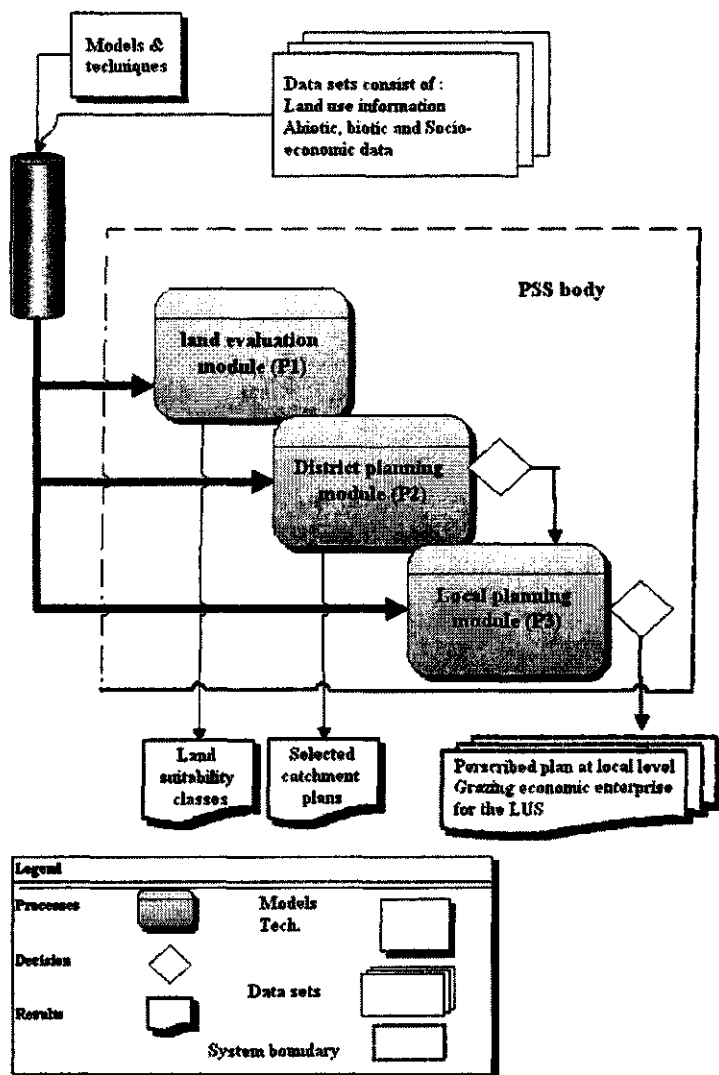 Models &
techniques
Data sets consist of :
Land use information
Abiotic, biotic and Socio-
economic data
PSS body
land evaluation
module (P1)
District planning
module (P2)
Local planning
module (P3)
Land
suitability
classes
Selected
catchment
plans
Perscribed plan at local level
Grazing economic enterprise
for the LUS
Legend
Processes
Models
Tech.
Decision
Data sets
Results
System boundary